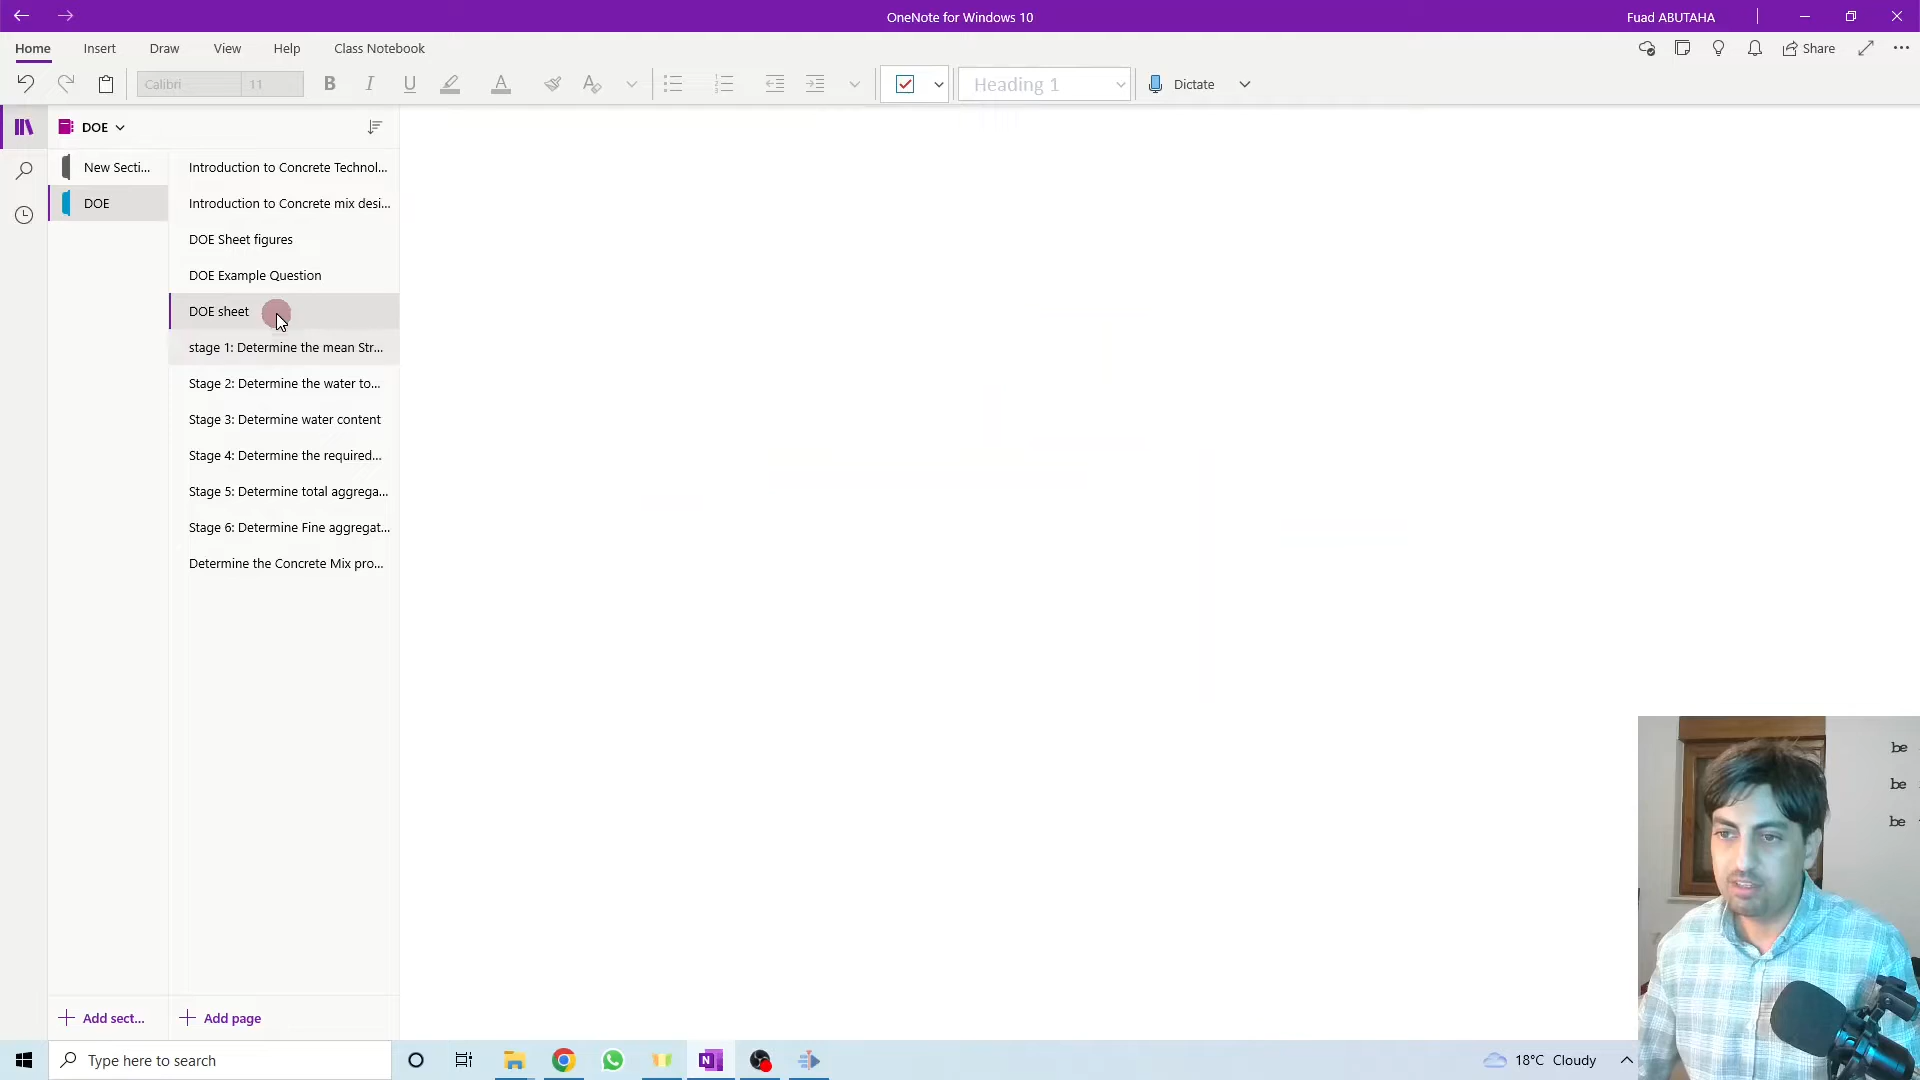 OneNote for Windows 10
Fuad ABUTAHA
Home Insert Draw View Help Class Notebook
Share
Calibri 11 B I U A A Heading 1 Dictate
DOE
New Secti...
DOE
Introduction to Concrete Technol...
Introduction to Concrete mix desi...
DOE Sheet figures
DOE Example Question
DOE sheet
stage 1: Determine the mean Str...
Stage 2: Determine the water to...
Stage 3: Determine water content
Stage 4: Determine the required...
Stage 5: Determine total aggrega...
Stage 6: Determine Fine aggregat...
Determine the Concrete Mix pro...
be
be
be
Add sect...
Add page
Type here to search
N
18°C Cloudy